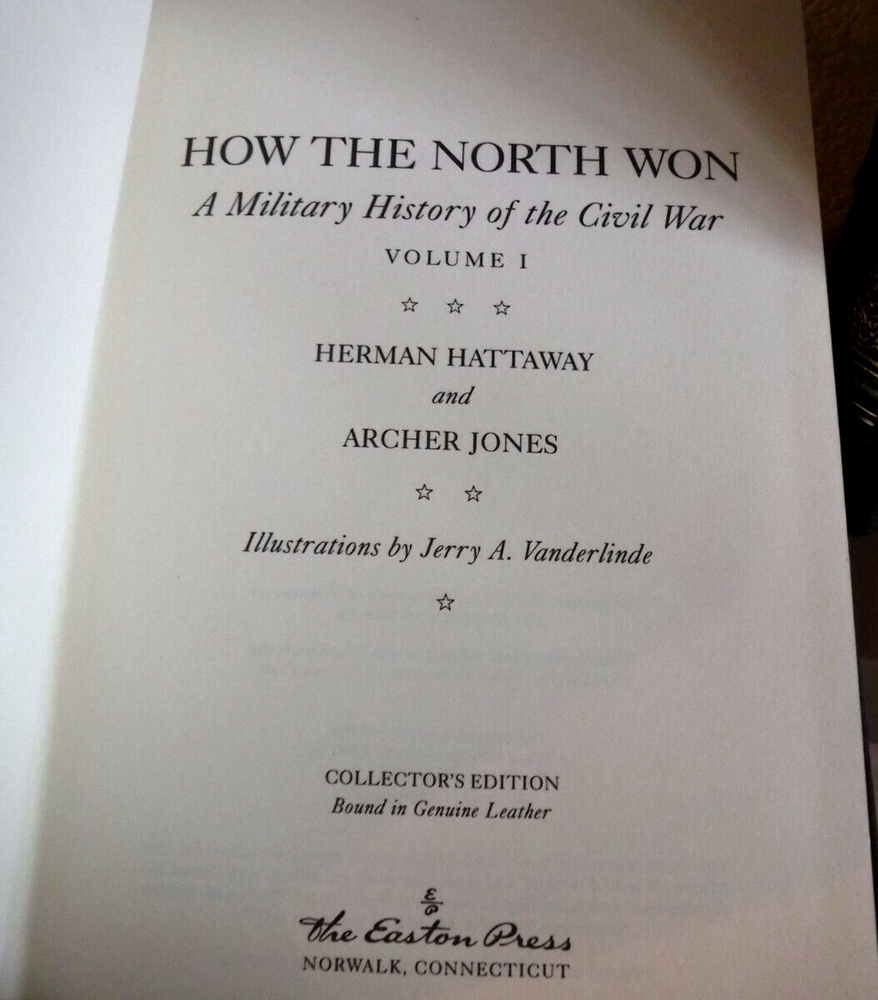 HOW THE NORTH WON
A Military History of the Civil War
VOLUME I
☆ ☆ ☆
HERMAN HATTAWAY
and
ARCHER JONES
☆ ☆
Illustrations by Jerry A. Vanderlinde
☆
COLLECTOR'S EDITION
Bound in Genuine Leather
E
P
The Easton Press
NORWALK, CONNECTICUT